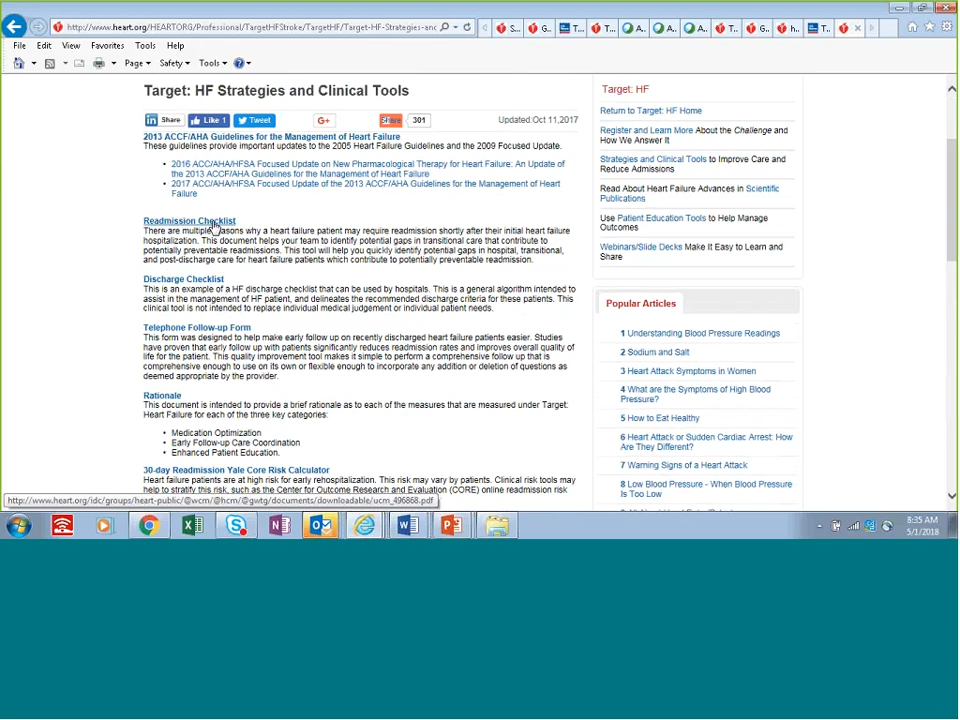 http://www.heart.org/HEARTORG/Professional/TargetHFStroke/TargetHF/Target-HF-Strategies-and
S...
G..
T...
T...
A..
A..
A..
T..
G..
h..
T...
File Edit View Favorites Tools Help
Page Safety Tools
Target: HF Strategies and Clinical Tools
Share Like 1 Tweet G+ Share 301 Updated:Oct 11,2017
2013 ACCF/AHA Guidelines for the Management of Heart Failure
These guidelines provide important updates to the 2005 Heart Failure Guidelines and the 2009 Focused Update.
• 2016 ACC/AHA/HFSA Focused Update on New Pharmacological Therapy for Heart Failure: An Update of
the 2013 ACCF/AHA Guidelines for the Management of Heart Failure
• 2017 ACC/AHA/HFSA Focused Update of the 2013 ACCF/AHA Guidelines for the Management of Heart
Failure
Readmission Checklist
There are multiple reasons why a heart failure patient may require readmission shortly after their initial heart failure
hospitalization. This document helps your team to identify potential gaps in transitional care that contribute to
potentially preventable readmissions. This tool will help you quickly identify potential gaps in hospital, transitional,
and post-discharge care for heart failure patients which contribute to potentially preventable readmission.
Discharge Checklist
This is an example of a HF discharge checklist that can be used by hospitals. This is a general algorithm intended to
assist in the management of HF patient, and delineates the recommended discharge criteria for these patients. This
clinical tool is not intended to replace individual medical judgement or individual patient needs.
Telephone Follow-up Form
This form was designed to help make early follow up on recently discharged heart failure patients easier. Studies
have proven that early follow up with patients significantly reduces readmission rates and improves overall quality of
life for the patient. This quality improvement tool makes it simple to perform a comprehensive follow up that is
comprehensive enough to use on its own or flexible enough to incorporate any addition or deletion of questions as
deemed appropriate by the provider.
Rationale
This document is intended to provide a brief rationale as to each of the measures that are measured under Target:
Heart Failure for each of the three key categories:
• Medication Optimization
• Early Follow-up Care Coordination
• Enhanced Patient Education.
30-day Readmission Yale Core Risk Calculator
Heart failure patients are at high risk for early rehospitalization. This risk may vary by patients. Clinical risk tools may
help to stratify this risk, such as the Center for Outcome Research and Evaluation (CORE) online readmission risk
http://www.heart.org/idc/groups/heart-public/@wcm/@hcm/@gwtg/documents/downloadable/ucm_496868.pdf
Target: HF
Return to Target: HF Home
Register and Learn More About the Challenge and
How We Answer It
Strategies and Clinical Tools to Improve Care and
Reduce Admissions
Read About Heart Failure Advances in Scientific
Publications
Use Patient Education Tools to Help Manage
Outcomes
Webinars/Slide Decks Make It Easy to Learn and
Share
Popular Articles
1 Understanding Blood Pressure Readings
2 Sodium and Salt
3 Heart Attack Symptoms in Women
4 What are the Symptoms of High Blood
Pressure?
5 How to Eat Healthy
6 Heart Attack or Sudden Cardiac Arrest: How
Are They Different?
7 Warning Signs of a Heart Attack
8 Low Blood Pressure - When Blood Pressure
Is Too Low
8:35 AM
5/1/2018